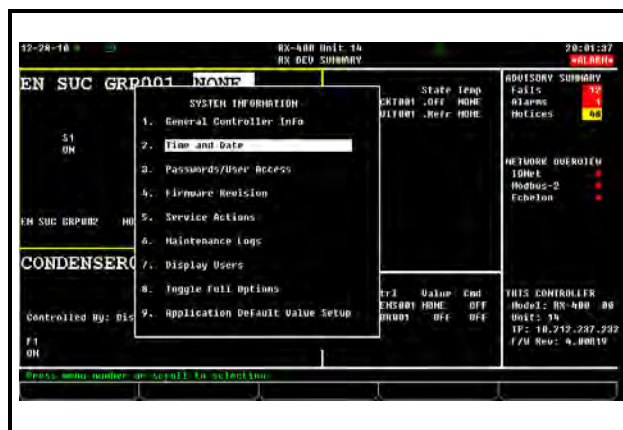 12-28-10
RX-400 Unit 14
20:01:37
RX DEV SUMMARY
*ALARM*
EN SUC GRP001 NONE
S1
ON
EN SUC GRP002
CONDENSER
Controlled By:
F1
ON
SYSTEM INFORMATION
1. General Controller Info
2. Time and Date
3. Passwords/User Access
4. Firmware Revision
5. Service Actions
6. Maintenance Logs
7. Display Users
8. Toggle Full Options
9. Application Default Value Setup
State Temp
CKT001 .Off NONE
.Refr NONE
Value Cmd
ENS001 NONE OFF
OFF OFF
ADVISORY SUMMARY
Fails 12
Alarms 1
Notices 46
NETWORK OVERVIEW
IONet
Modbus-2
Echelon
THIS CONTROLLER
Model: RX-400 00
Unit: 14
IP: 10.212.237.232
F/W Rev: 4.00B19
Press menu number or scroll to selection